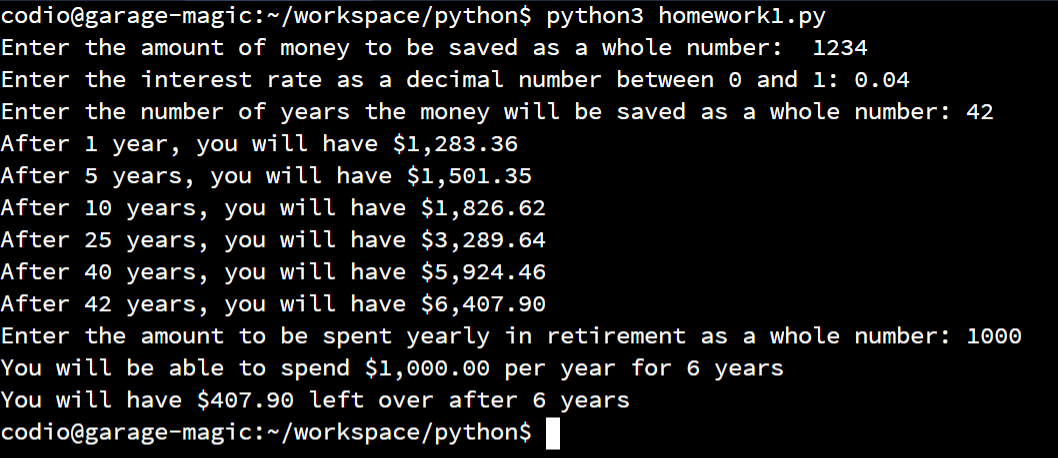 codio@garage-magic:~/workspace/python$ python3 homework1.py
Enter the amount of money to be saved as a whole number:  1234
Enter the interest rate as a decimal number between 0 and 1: 0.04
Enter the number of years the money will be saved as a whole number: 42
After 1 year, you will have $1,283.36
After 5 years, you will have $1,501.35
After 10 years, you will have $1,826.62
After 25 years, you will have $3,289.64
After 40 years, you will have $5,924.46
After 42 years, you will have $6,407.90
Enter the amount to be spent yearly in retirement as a whole number: 1000
You will be able to spend $1,000.00 per year for 6 years
You will have $407.90 left over after 6 years
codio@garage-magic:~/workspace/python$